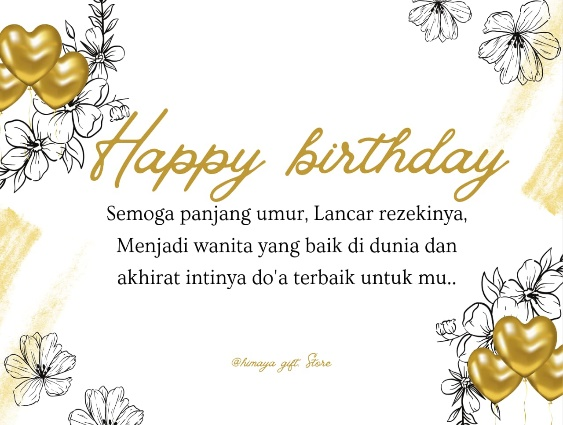 Happy birthday
Semoga panjang umur, Lancar rezekinya,
Menjadi wanita yang baik di dunia dan
akhirat intinya do'a terbaik untuk mu..
@himaya gift Store